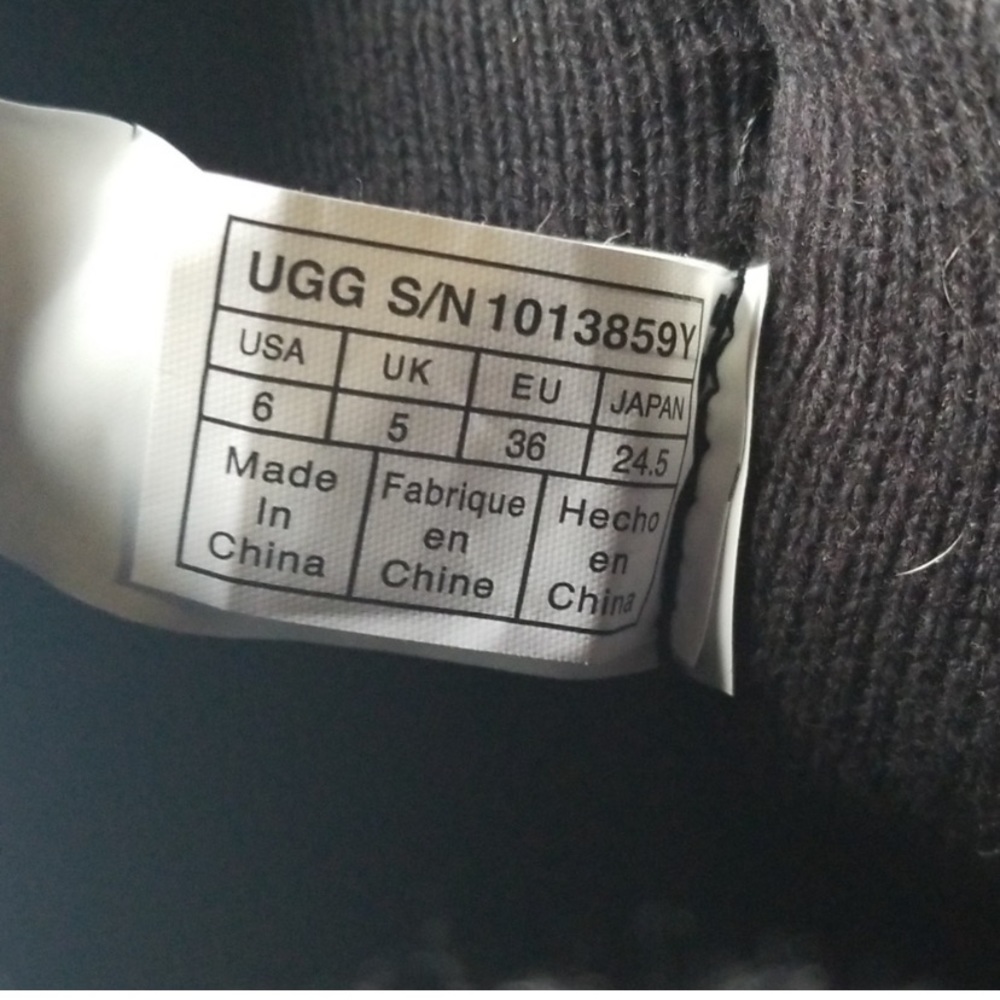 UGG S/N 1013859Y
USA UK EU JAPAN
6 5 36 24.5
Made In China
Fabrique en Chine
Hecho en China